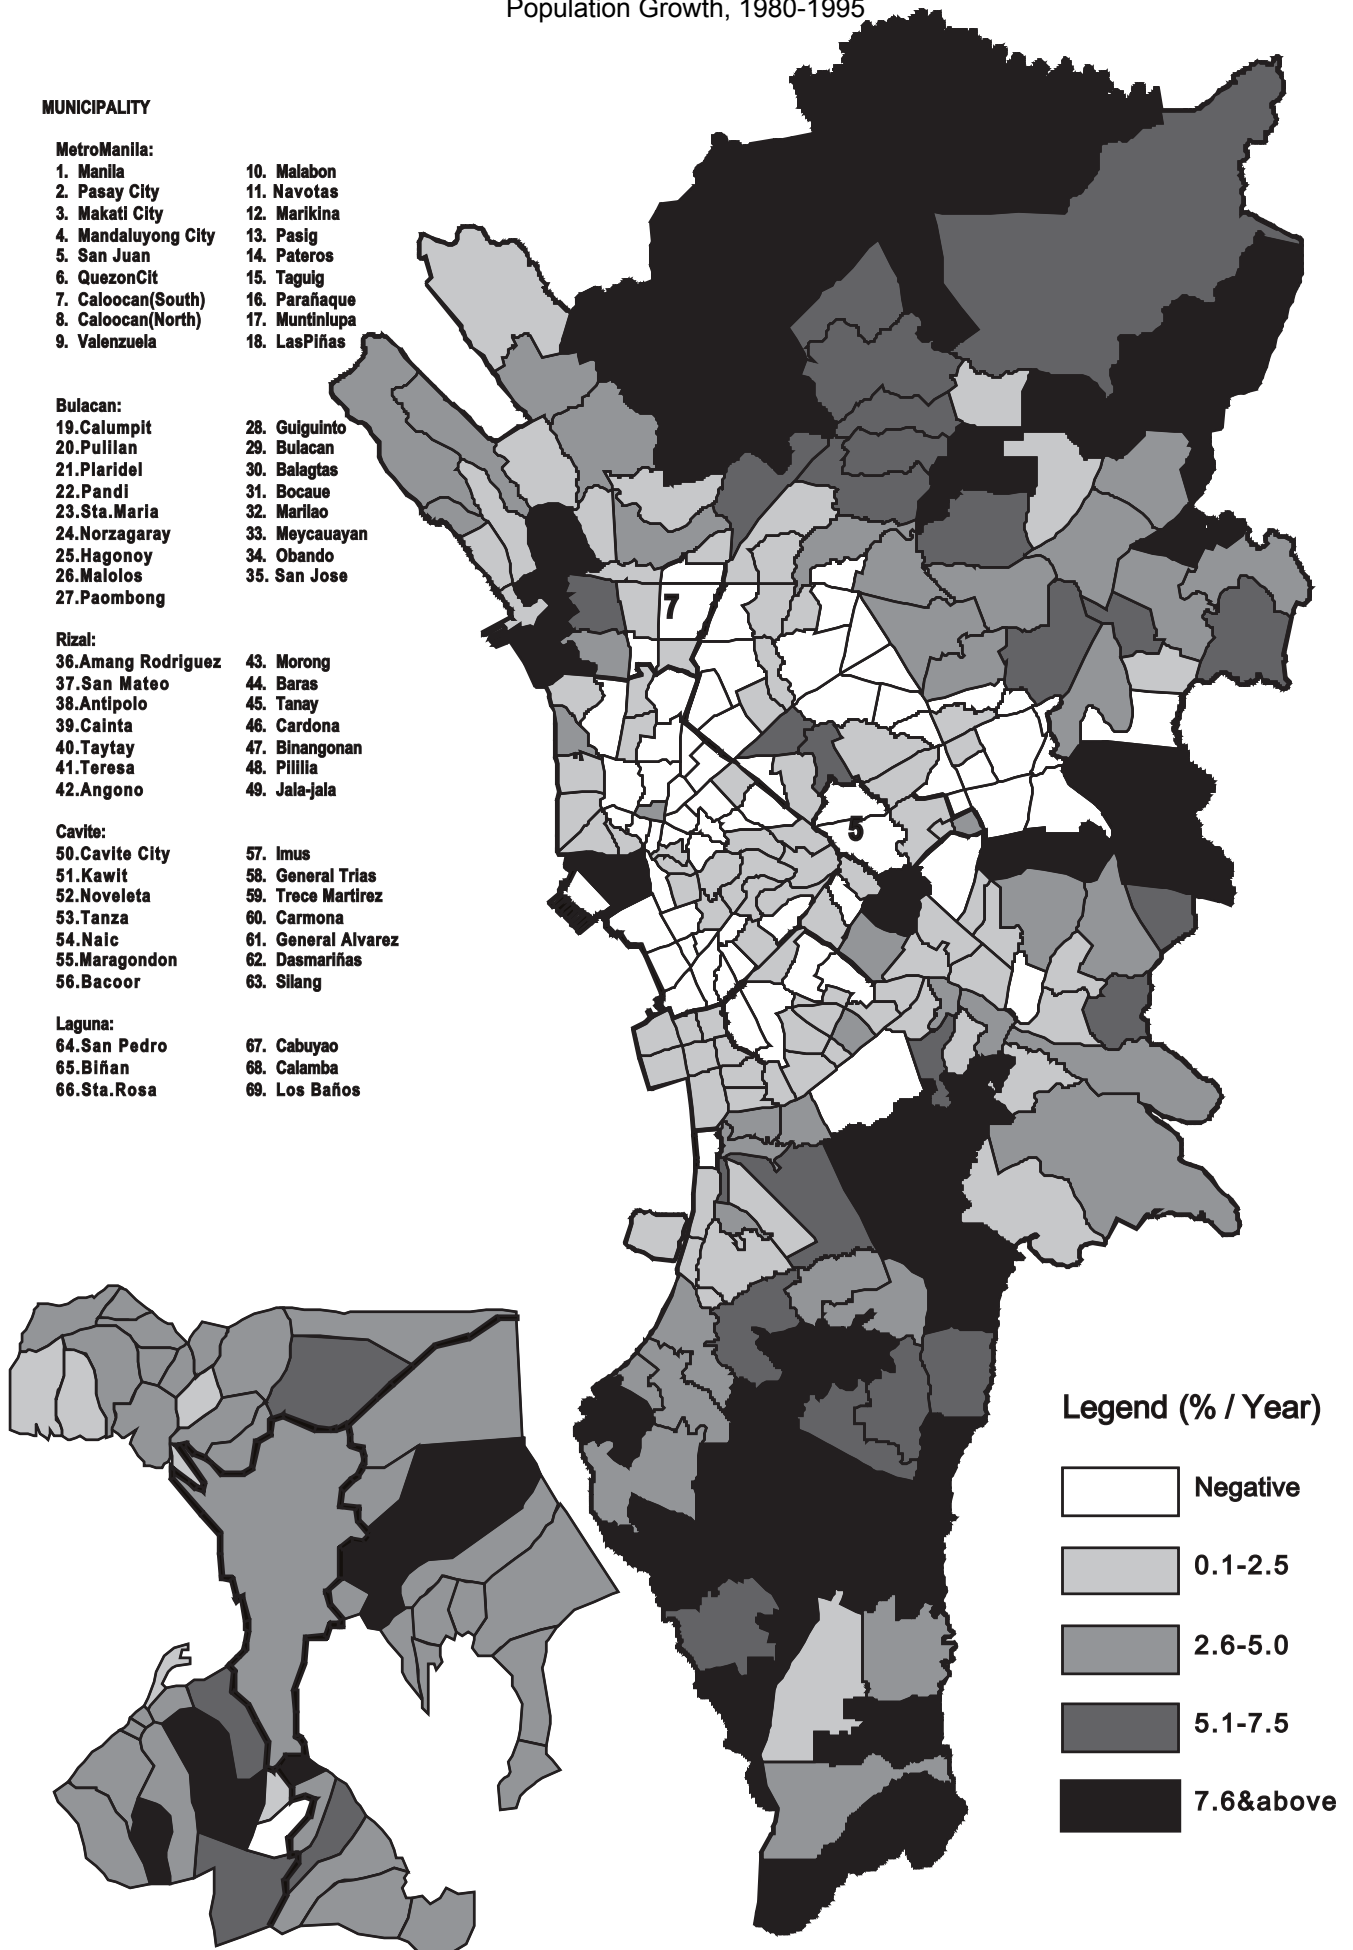 Population Growth, 1980-1995
MUNICIPALITY
MetroManila:
1. Manila
2. Pasay City
3. Makati City
4. Mandaluyong City
5. San Juan
6. QuezonCit
7. Caloocan(South)
8. Caloocan(North)
9. Valenzuela
10. Malabon
11. Navotas
12. Marikina
13. Pasig
14. Pateros
15. Taguig
16. Parañaque
17. Muntinlupa
18. LasPiñas
Bulacan:
19.Calumpit
20.Pulilan
21.Plaridel
22.Pandi
23.Sta.Maria
24.Norzagaray
25.Hagonoy
26.Malolos
27.Paombong
28. Guiguinto
29. Bulacan
30. Balagtas
31. Bocaue
32. Marilao
33. Meycauayan
34. Obando
35. San Jose
Rizal:
36.Amang Rodriguez
37.San Mateo
38.Antipolo
39.Cainta
40.Taytay
41.Teresa
42.Angono
43. Morong
44. Baras
45. Tanay
46. Cardona
47. Binangonan
48. Pililia
49. Jala-jala
Cavite:
50.Cavite City
51.Kawit
52.Noveleta
53.Tanza
54.Naic
55.Maragondon
56.Bacoor
57. Imus
58. General Trias
59. Trece Martirez
60. Carmona
61. General Alvarez
62. Dasmariñas
63. Silang
Laguna:
64.San Pedro
65.Biñan
66.Sta.Rosa
67. Cabuyao
68. Calamba
69. Los Baños
7
5
Legend (% / Year)
Negative
0.1-2.5
2.6-5.0
5.1-7.5
7.6&above